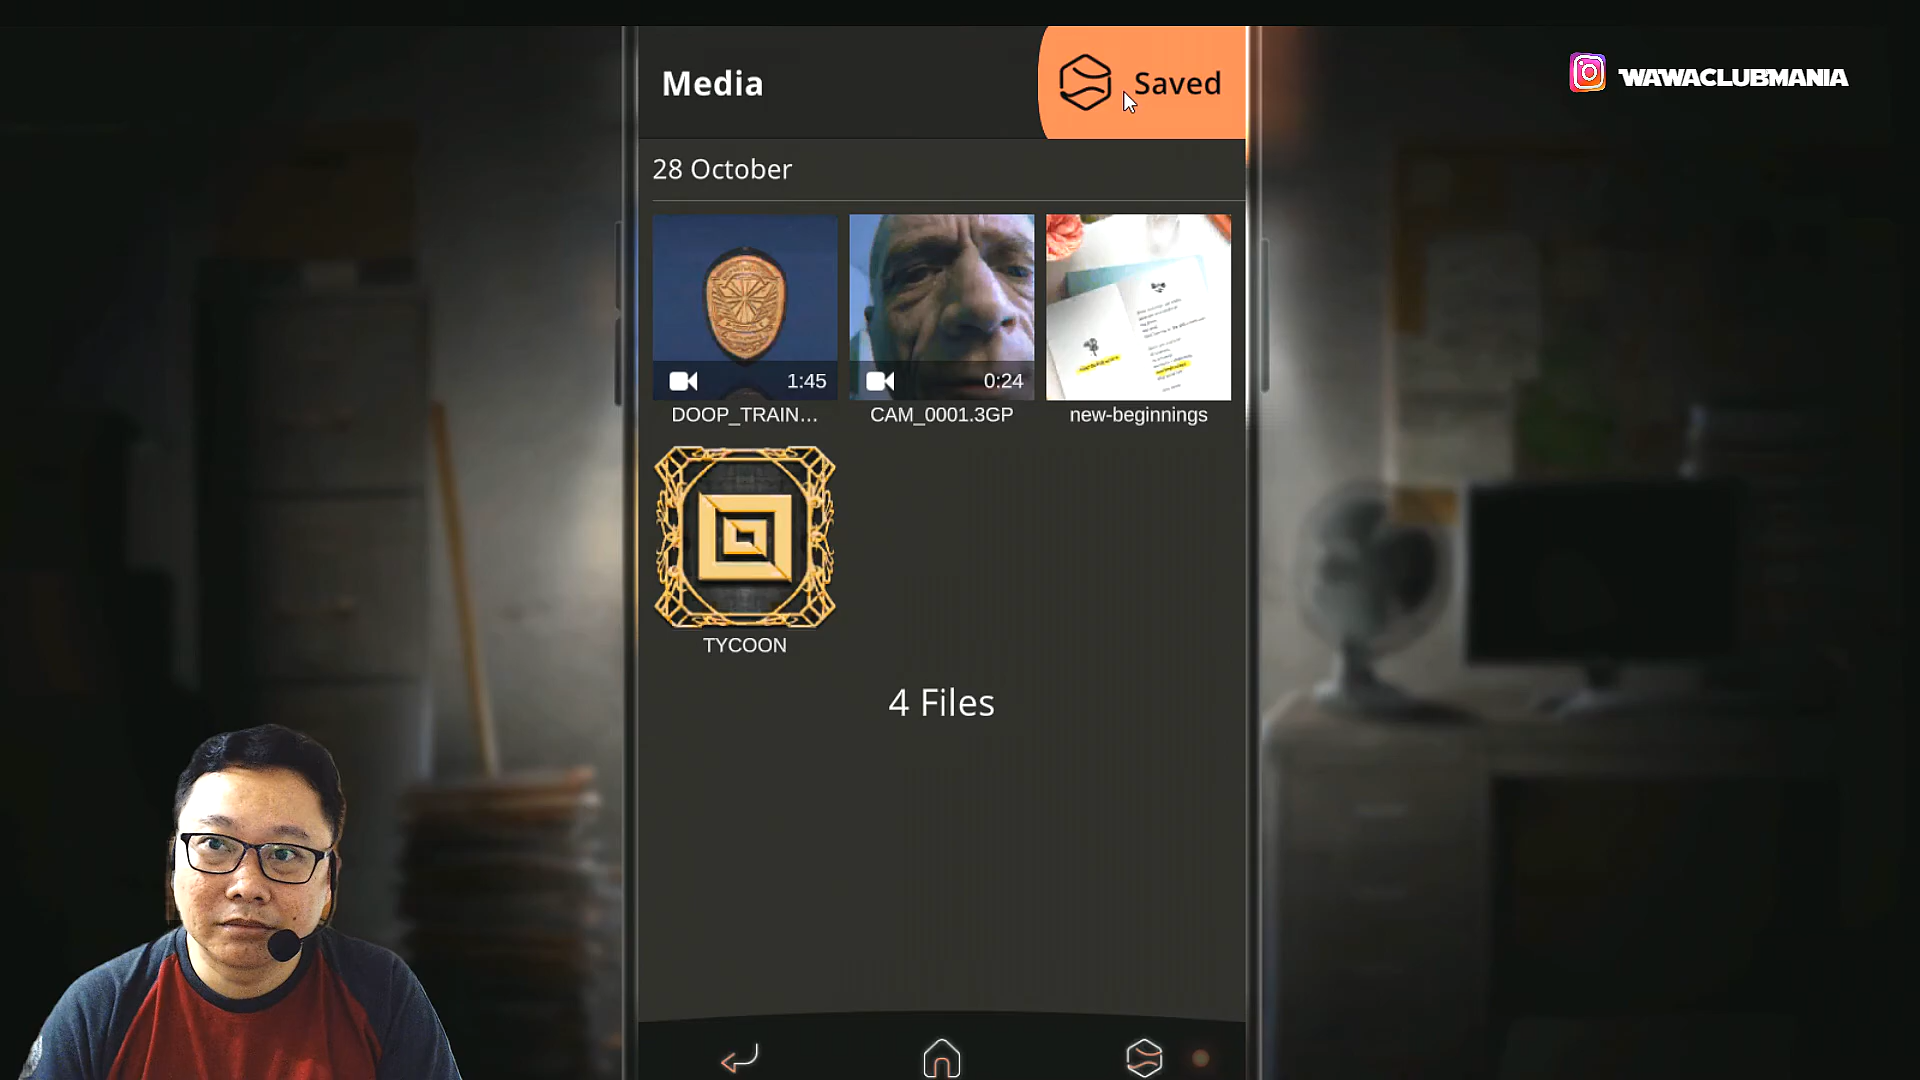 Media
Saved
WAWACLUBMANIA
28 October
1:45
0:24
DOOP_TRAIN...
CAM_0001.3GP
new-beginnings
TYCOON
4 Files